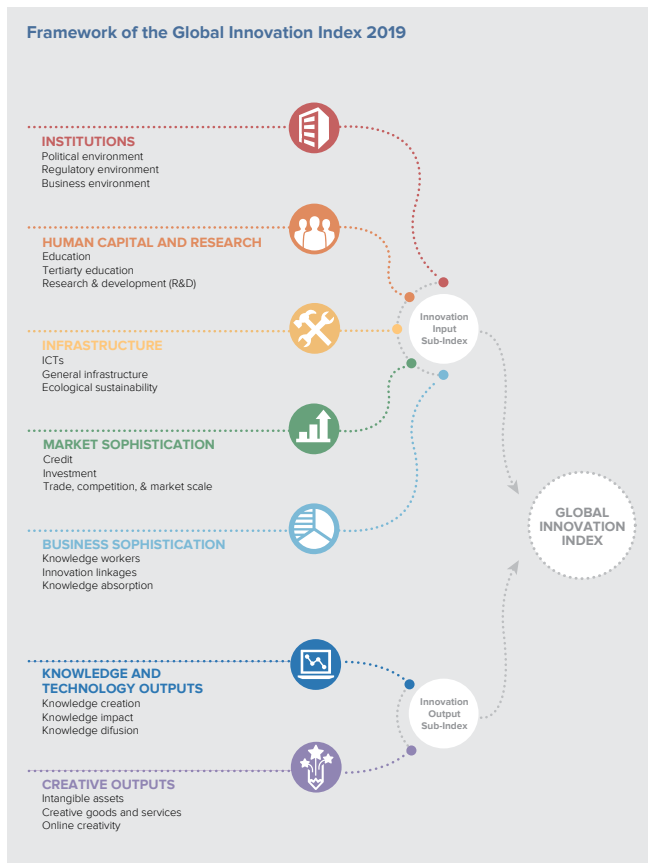 Framework of the Global Innovation Index 2019
INSTITUTIONS
Political environment
Regulatory environment
Business environment
HUMAN CAPITAL AND RESEARCH
Education
Tertiarty education
Research & development (R&D)
INFRASTRUCTURE
ICTs
General infrastructure
Ecological sustainability
MARKET SOPHISTICATION
Credit
Investment
Trade, competition, & market scale
BUSINESS SOPHISTICATION
Knowledge workers
Innovation linkages
Knowledge absorption
Innovation
Input
Sub-Index
GLOBAL
INNOVATION
INDEX
KNOWLEDGE AND
TECHNOLOGY OUTPUTS
Knowledge creation
Knowledge impact
Knowledge difusion
Innovation
Output
Sub-Index
CREATIVE OUTPUTS
Intangible assets
Creative goods and services
Online creativity